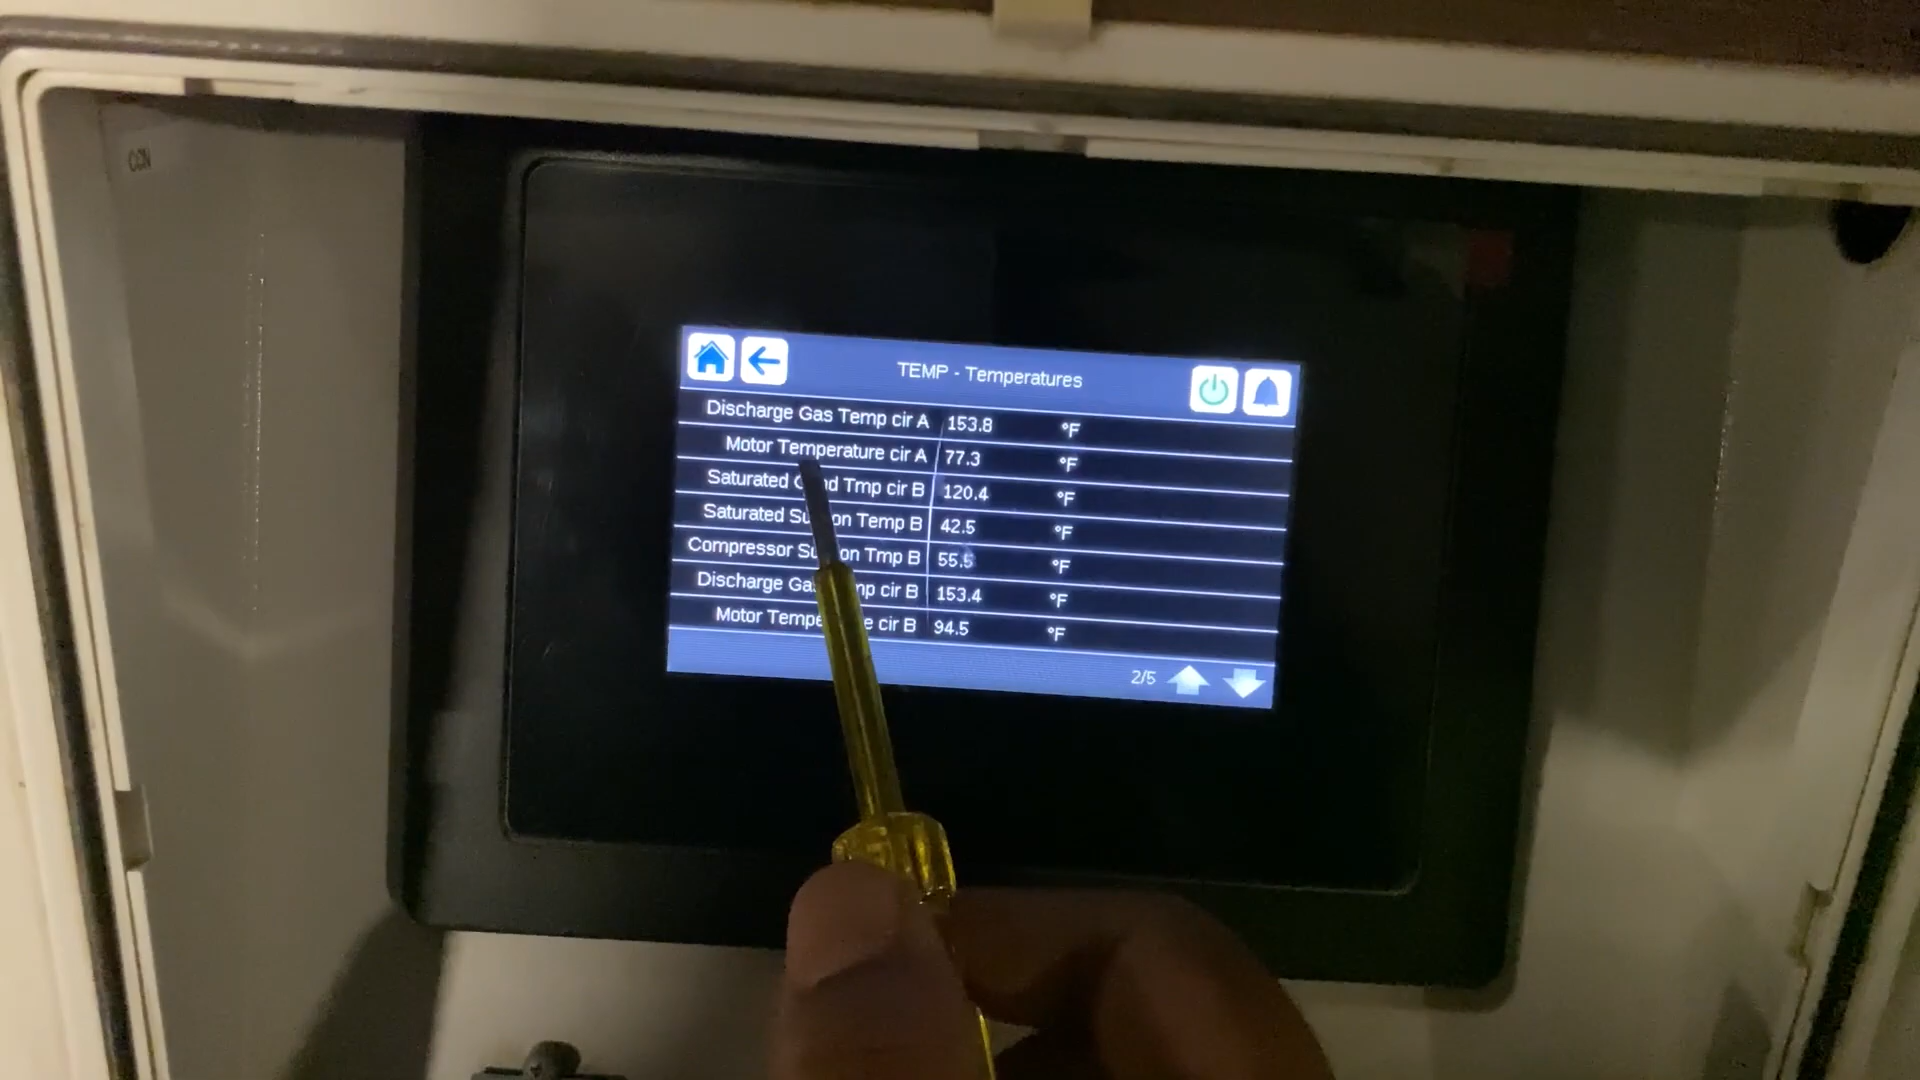 CCN
TEMP - Temperatures
Discharge Gas Temp cir A 153.8 °F
Motor Temperature cir A 77.3 °F
Saturated Tmp cir B 120.4 °F
Saturated Temp B 42.5 °F
Compressor Tmp B 55.5 °F
Discharge cir B 153.4 °F
Motor cir B 94.5 °F
2/5